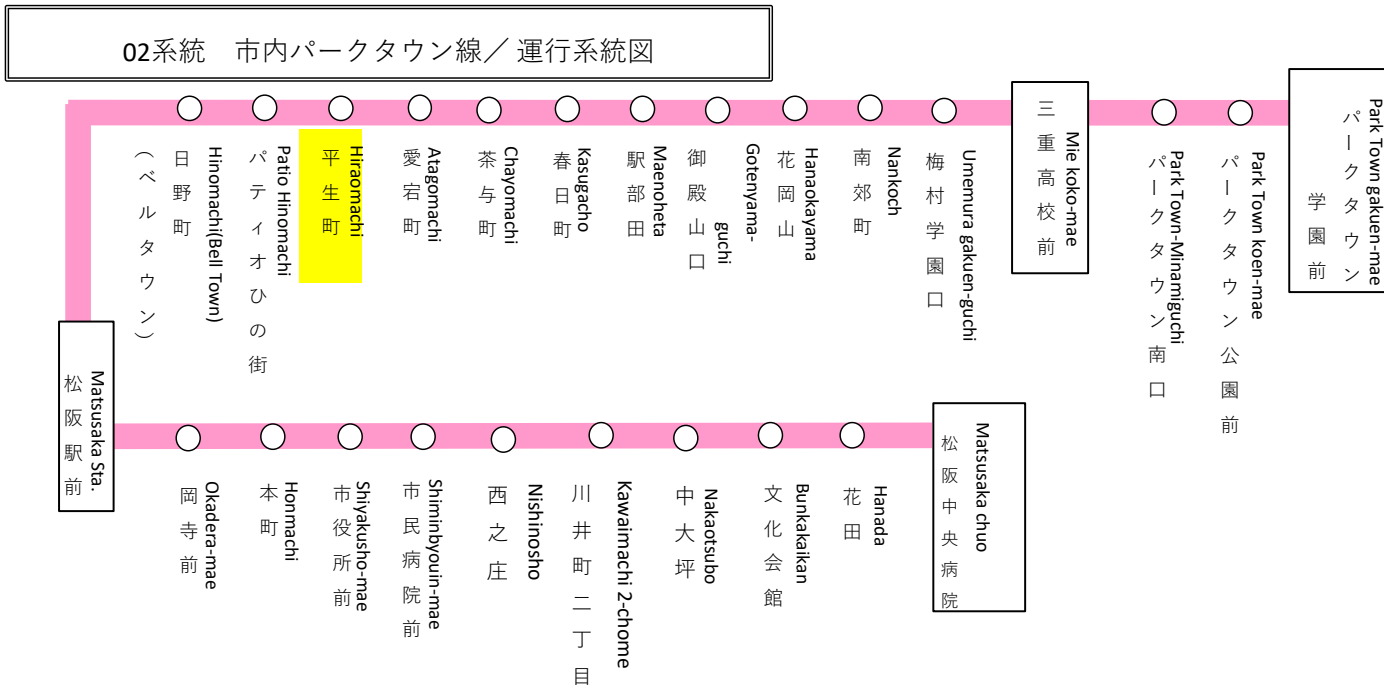 02系統　市内パークタウン線／ 運行系統図
日野町
（ベルタウン）
Hinomachi(Bell Town)
パティオひの街
Patio Hinomachi
平生町
Hiraomachi
愛宕町
Atagomachi
茶与町
Chayomachi
春日町
Kasugacho
駅部田
Maenoheta
御殿山口
Gotenyama-
guchi
花岡山
Hanaokayama
南郊町
Nankoch
梅村学園口
Umemura gakuen-guchi
三重高校前
Mie koko-mae
パークタウン南口
Park Town-Minamiguchi
パークタウン公園前
Park Town koen-mae
パークタウン
学園前
Park Town gakuen-mae
松阪駅前
Matsusaka Sta.
岡寺前
Okadera-mae
本町
Honmachi
市役所前
Shiyakusho-mae
市民病院前
Shiminbyouin-mae
西之庄
Nishinosho
川井町二丁目
Kawaimachi 2-chome
中大坪
Nakaotsubo
文化会館
Bunkakaikan
花田
Hanada
松阪中央病院
Matsusaka chuo